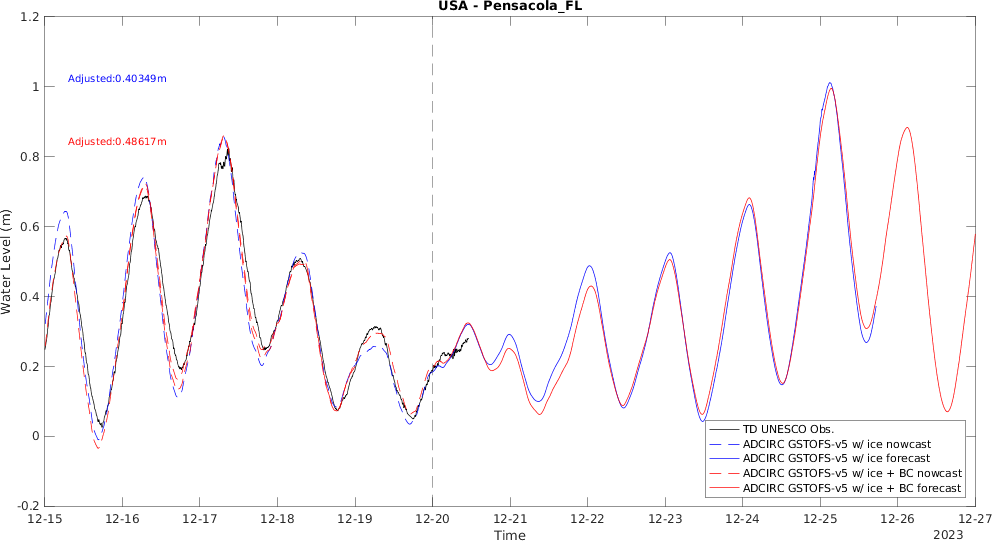 USA - Pensacola_FL
1.2
1
0.8
0.6
0.4
0.2
0
-0.2
Water Level (m)
Adjusted:0.40349m
Adjusted:0.48617m
TD UNESCO Obs.
ADCIRC GSTOFS-v5 w/ ice nowcast
ADCIRC GSTOFS-v5 w/ ice forecast
ADCIRC GSTOFS-v5 w/ ice + BC nowcast
ADCIRC GSTOFS-v5 w/ ice + BC forecast
12-15 12-16 12-17 12-18 12-19 12-20 12-21 12-22 12-23 12-24 12-25 12-26 12-27
Time
2023